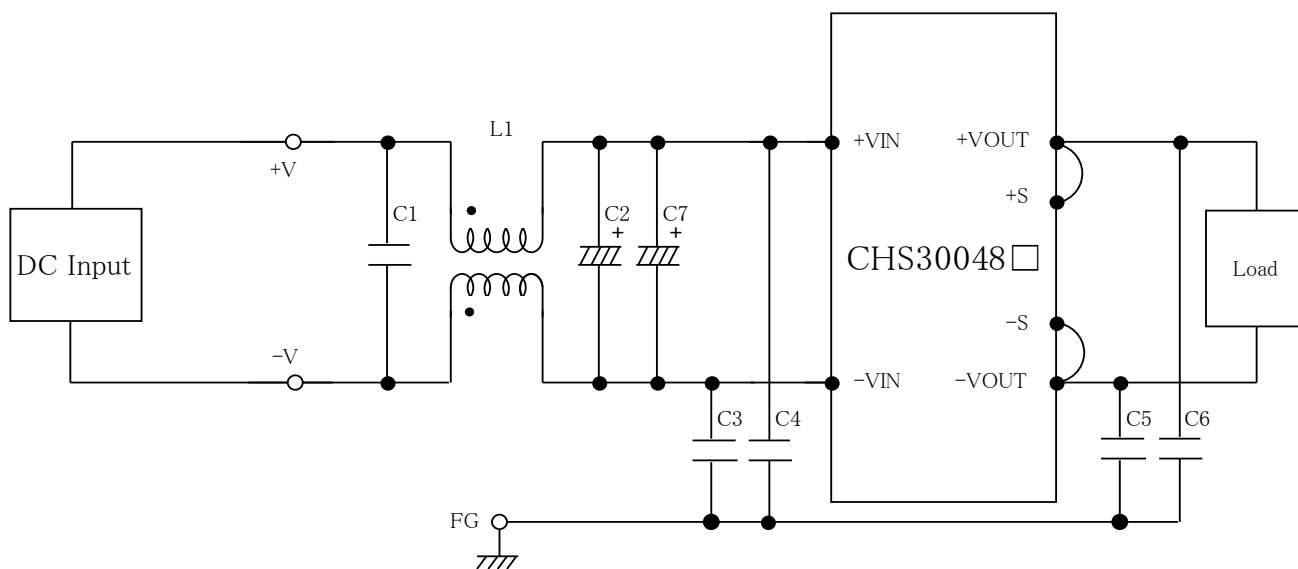 L1
+VIN
+VOUT
+V
+S
C1
C2
+
C7
+
DC Input
CHS30048□
Load
-S
-V
-VIN
-VOUT
C3
C4
C5
C6
FG